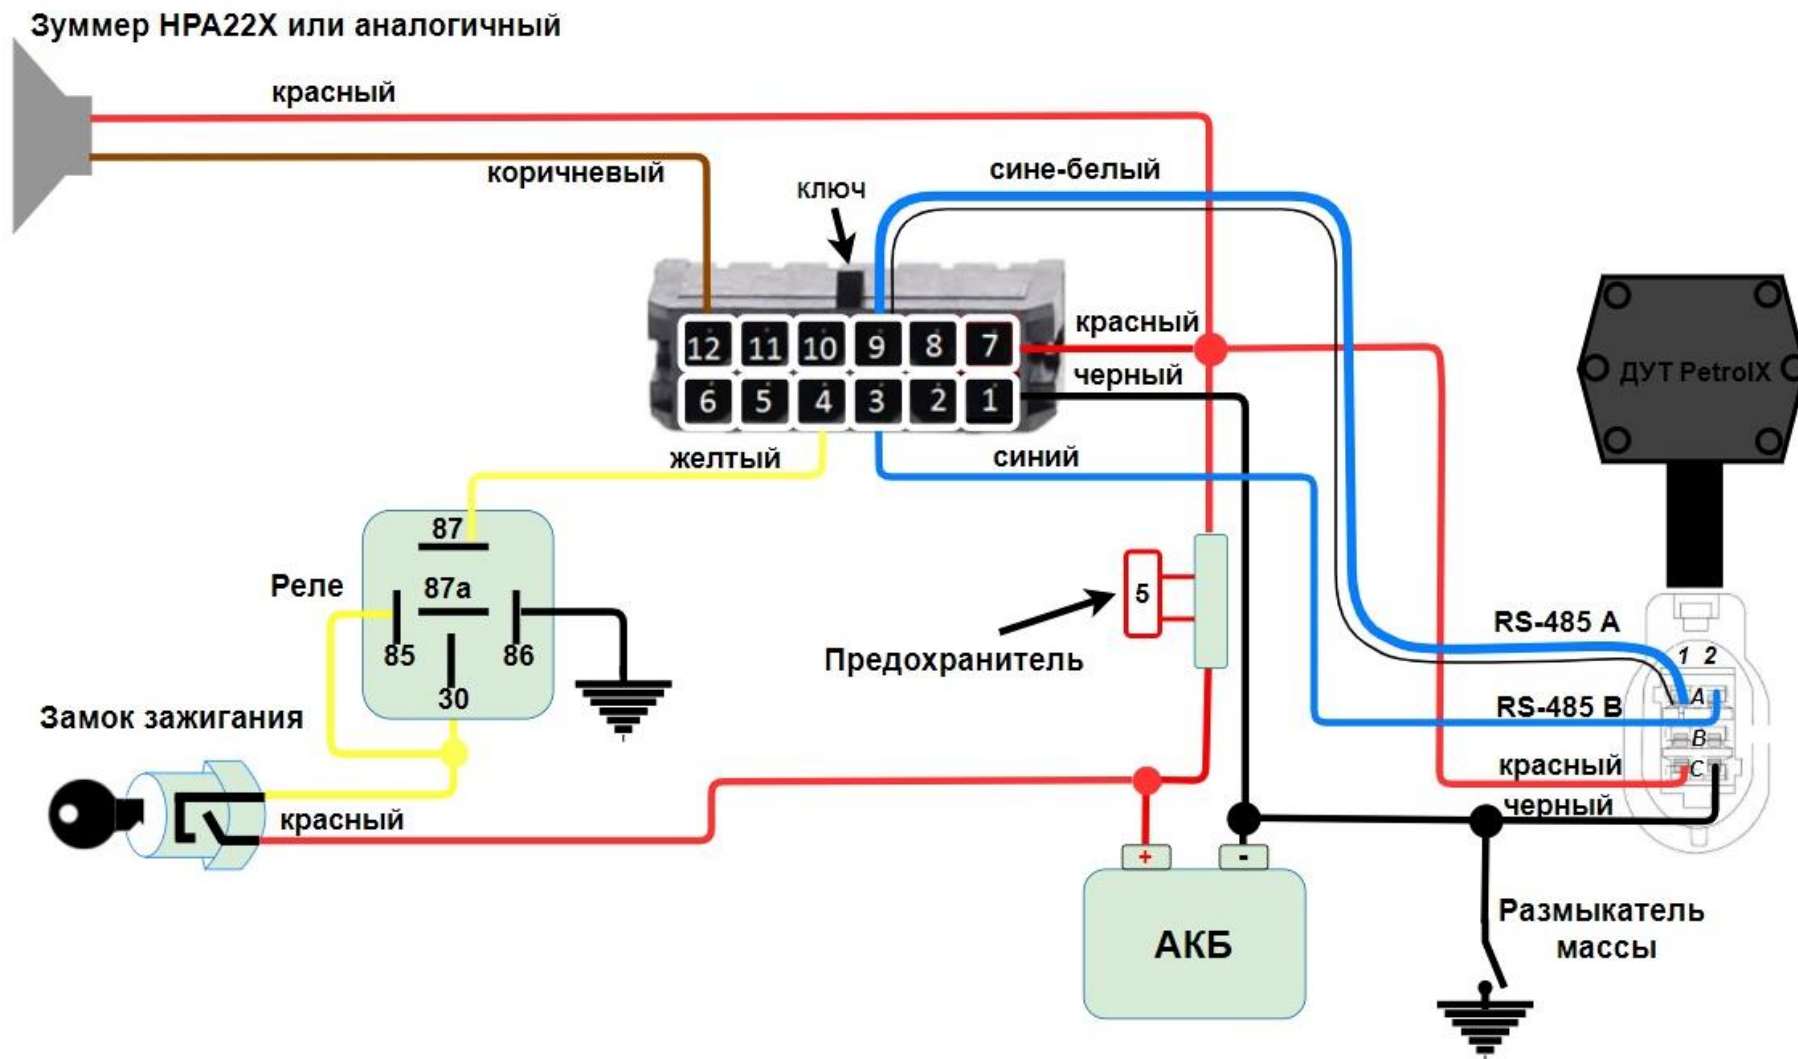 Зуммер HPA22X или аналогичный
красный
коричневый
ключ
сине-белый
12 11 10 9 8 7
6 5 4 3 2 1
красный
черный
желтый
синий
ДУТ PetrolX
87
Реле
87a
85
86
30
5
Предохранитель
RS-485 A
1 2
A
RS-485 B
B
C
красный
черный
Замок зажигания
красный
+
-
АКБ
Размыкатель
массы